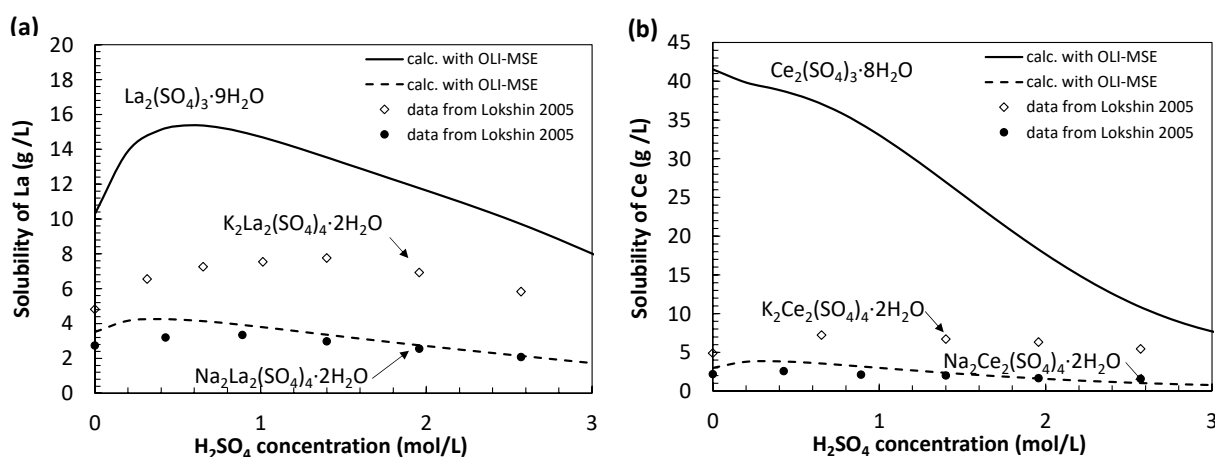 (a)
Solubility of La (g /L)
20
18
16
14
12
10
8
6
4
2
0
calc. with OLI-MSE
calc. with OLI-MSE
data from Lokshin 2005
data from Lokshin 2005
La₂(SO₄)₃·9H₂O
K₂La₂(SO₄)₄·2H₂O
Na₂La₂(SO₄)₄·2H₂O
0 1 2 3
H₂SO₄ concentration (mol/L)
(b)
Solubility of Ce (g /L)
45
40
35
30
25
20
15
10
5
0
calc. with OLI-MSE
calc. with OLI-MSE
data from Lokshin 2005
data from Lokshin 2005
Ce₂(SO₄)₃·8H₂O
K₂Ce₂(SO₄)₄·2H₂O
Na₂Ce₂(SO₄)₄·2H₂O
0 1 2 3
H₂SO₄ concentration (mol/L)